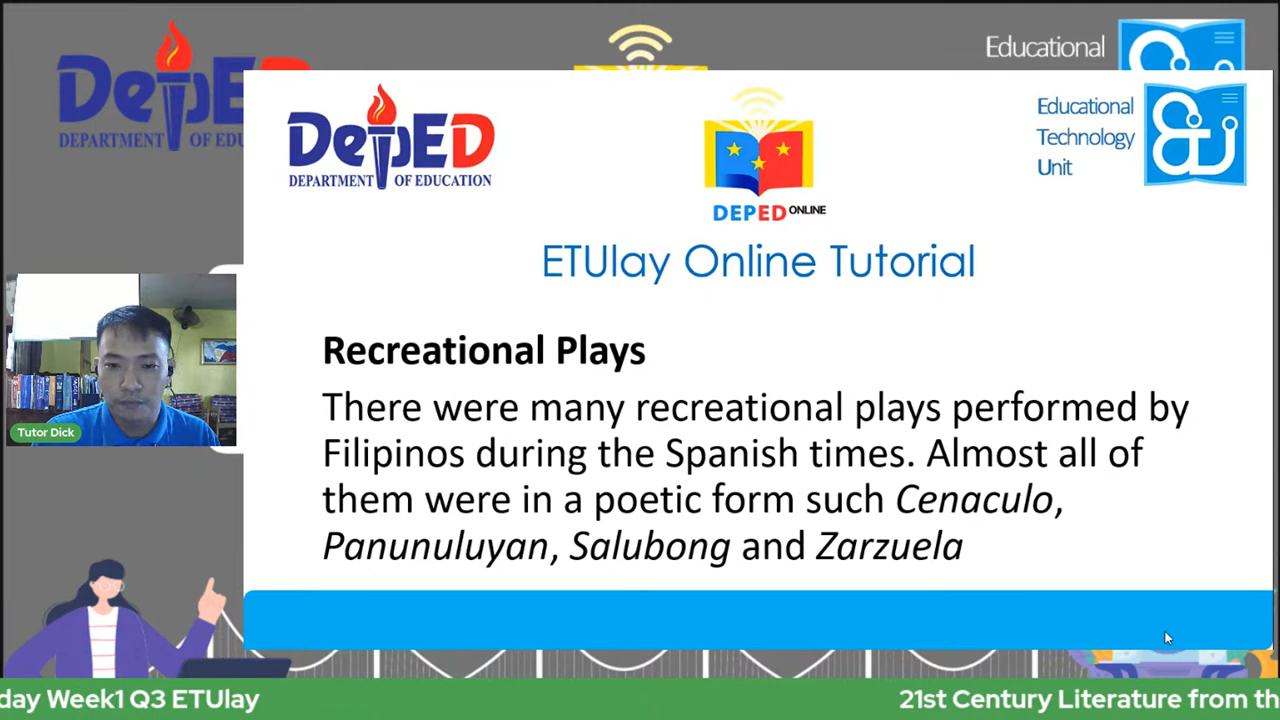 DepED
DEPARTMENT OF EDU
Educational
DepED
DEPARTMENT OF EDUCATION
DEPED ONLINE
Educational
Technology
Unit
ETUlay Online Tutorial
Recreational Plays
There were many recreational plays performed by
Filipinos during the Spanish times. Almost all of
them were in a poetic form such Cenaculo,
Panunuluyan, Salubong and Zarzuela
Tutor Dick
day Week1 Q3 ETUlay
21st Century Literature from th